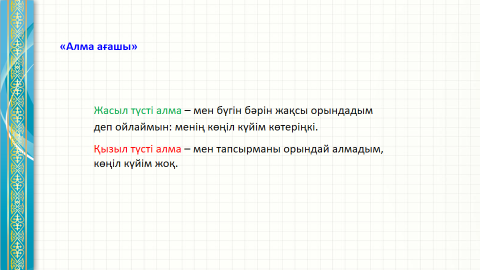 «Алма ағашы»
Жасыл түсті алма – мен бүгін бәрін жақсы орындадым
деп ойлаймын: менің көңіл күйім көтеріңкі.
Қызыл түсті алма – мен тапсырманы орындай алмадым,
көңіл күйім жоқ.